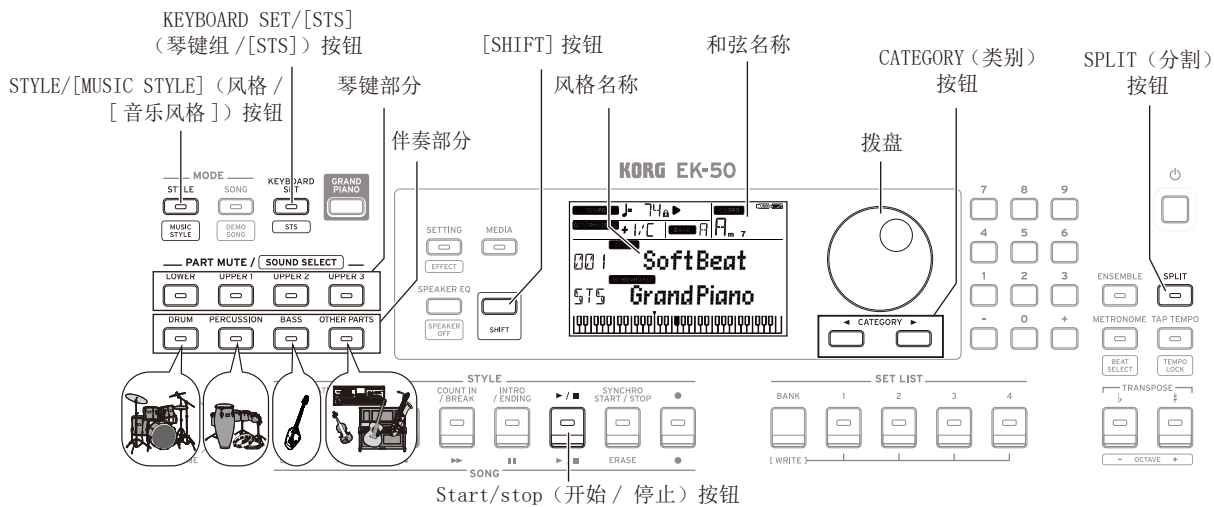 KEYBOARD SET/[STS]
（琴键组 /[STS]）按钮
[SHIFT] 按钮
和弦名称
CATEGORY（类别）
按钮
SPLIT（分割）
按钮
STYLE/[MUSIC STYLE]（风格 /
[ 音乐风格 ]）按钮
琴键部分
风格名称
伴奏部分
拨盘
KORG EK-50
MODE
STYLE
SONG
KEYBOARD
SET
GRAND
PIANO
MUSIC
STYLE
DEMO
SONG
STS
PART MUTE / SOUND SELECT
LOWER
UPPER 1
UPPER 2
UPPER 3
DRUM
PERCUSSION
BASS
OTHER PARTS
SETTING
MEDIA
EFFECT
SPEAKER EQ
SPEAKER
OFF
SHIFT
74
+1/C
A
Am 7
001 SoftBeat
STS GrandPiano
◄ CATEGORY ►
7 8 9
4 5 6
1 2 3
- 0 +
ENSEMBLE
SPLIT
METRONOME
TAP TEMPO
BEAT
SELECT
TEMPO
LOCK
TRANSPOSE
♭ ♯
- OCTAVE +
STYLE
COUNT IN
/ BREAK
INTRO
/ ENDING
►/■
SYNCHRO
START / STOP
●
►►
▮▮
►/■
ERASE
●
SONG
SET LIST
BANK
1
2
3
4
[ WRITE ]
Start/stop（开始 / 停止）按钮